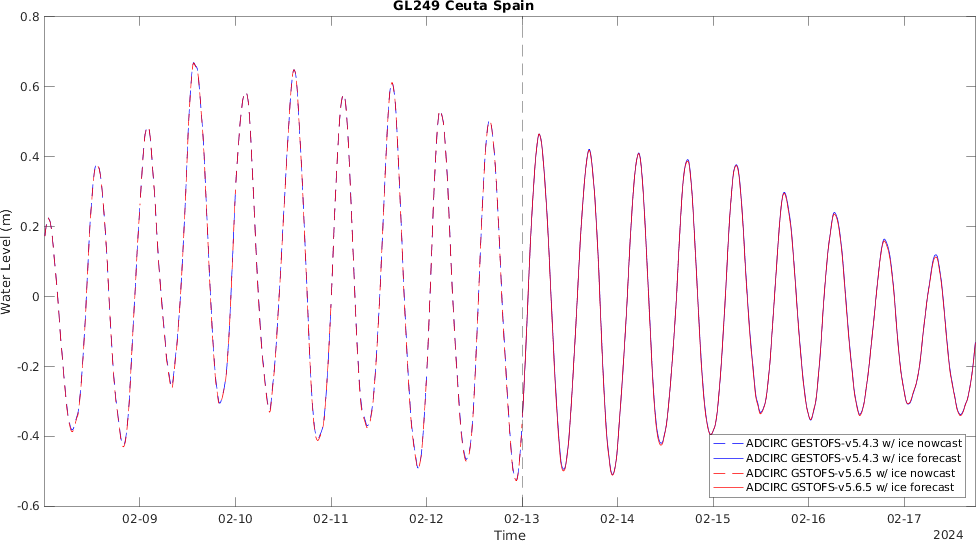 GL249 Ceuta Spain
0.8
0.6
0.4
0.2
0
-0.2
-0.4
-0.6
Water Level (m)
02-09
02-10
02-11
02-12
02-13
02-14
02-15
02-16
02-17
Time
2024
ADCIRC GESTOFS-v5.4.3 w/ ice nowcast
ADCIRC GESTOFS-v5.4.3 w/ ice forecast
ADCIRC GSTOFS-v5.6.5 w/ ice nowcast
ADCIRC GSTOFS-v5.6.5 w/ ice forecast